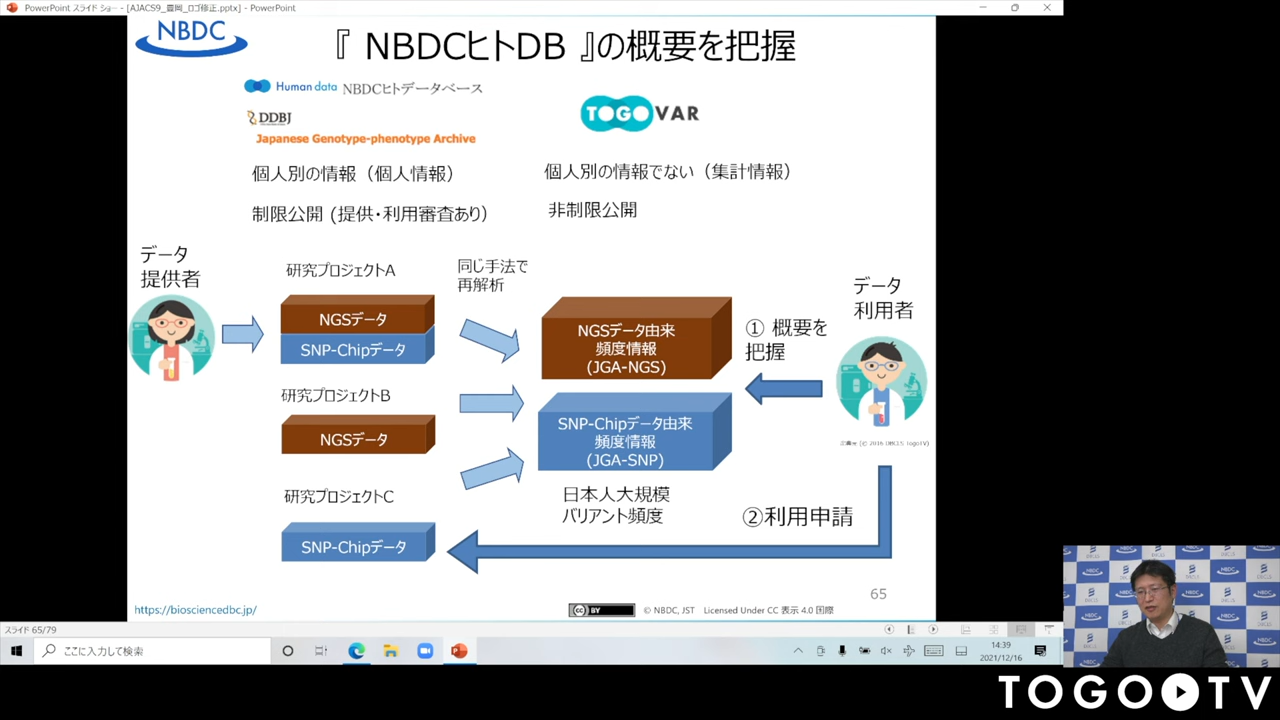 PowerPoint スライド ショー - [AJACS9_豊岡_ロゴ修正.pptx] - PowerPoint
NBDC
『 NBDCヒトDB 』の概要を把握
Human data NBDCヒトデータベース
DDBJ
Japanese Genotype-phenotype Archive
TOGOVAR
個人別の情報（個人情報）
個人別の情報でない（集計情報）
制限公開 (提供・利用審査あり)
非制限公開
データ
提供者
研究プロジェクトA
NGSデータ
SNP-Chipデータ
研究プロジェクトB
NGSデータ
研究プロジェクトC
SNP-Chipデータ
同じ手法で
再解析
NGSデータ由来
頻度情報
(JGA-NGS)
SNP-Chipデータ由来
頻度情報
(JGA-SNP)
日本人大規模
バリアント頻度
① 概要を
把握
データ
利用者
(c) 2016 DBCLS TogoTV)
②利用申請
65
https://biosciencedbc.jp/
CC BY
© NBDC, JST Licensed Under CC 表示 4.0 国際
スライド 65/79
ここに入力して検索
14:39
2021/12/16
NBDC
DBCLS
TOGO TV